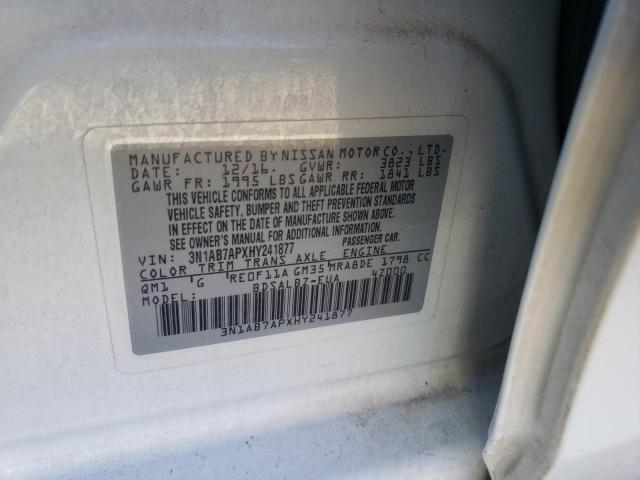 MANUFACTURED BY NISSAN MOTOR CO., LTD.
DATE: 12/16. GVWR: 3823 LBS
GAWR FR: 1995 LBS GAWR RR: 1841 LBS
THIS VEHICLE CONFORMS TO ALL APPLICABLE FEDERAL MOTOR
VEHICLE SAFETY, BUMPER AND THEFT PREVENTION STANDARDS
IN EFFECT ON THE DATE OF MANUFACTURE SHOWN ABOVE.
SEE OWNER'S MANUAL FOR ADDITIONAL INFORMATION.
VIN: 3N1AB7APXHY241877 PASSENGER CAR.
COLOR TRIM TRANS AXLE ENGINE
QM1 G RE0F11A GM35 MRA8DE 1798 CC
MODEL: BDSALBZ-EUA 47000
3N1AB7APXHY241877